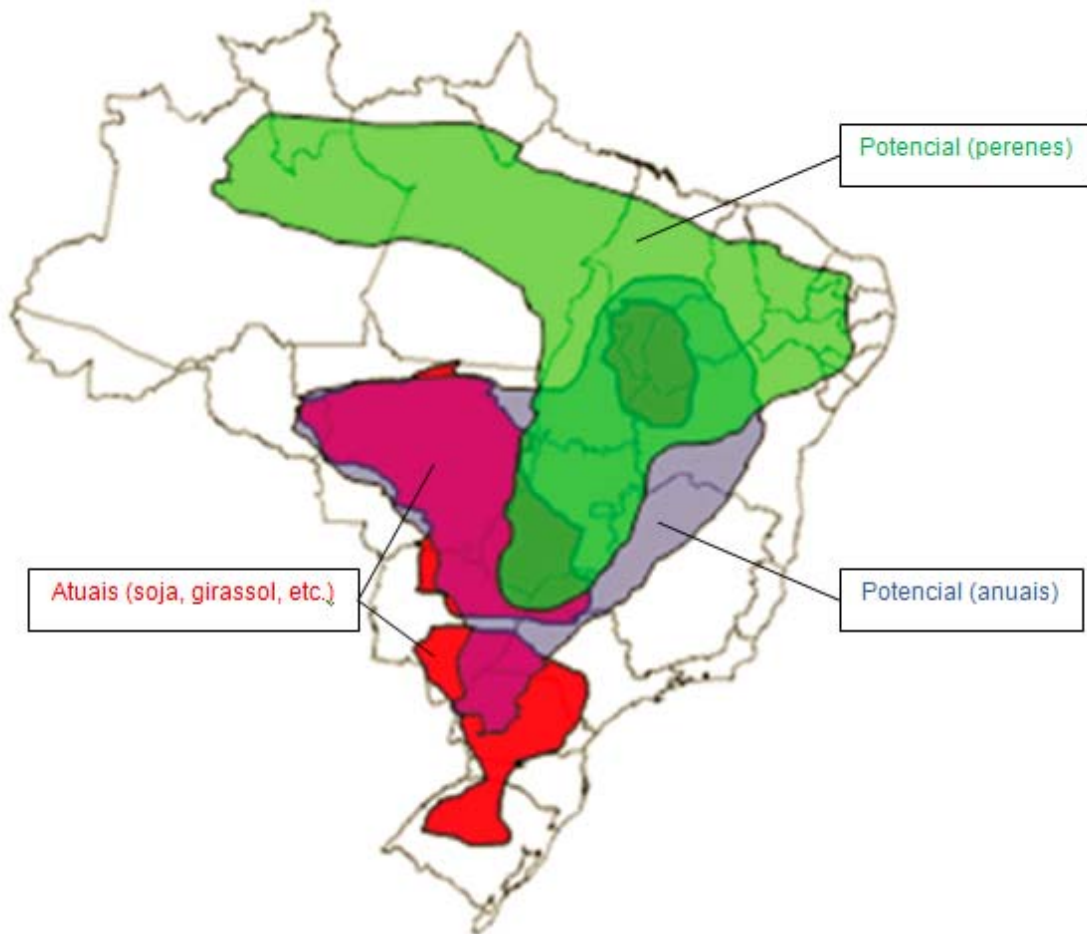 Potencial (perenes)
Atuais (soja, girassol, etc.)
Potencial (anuais)